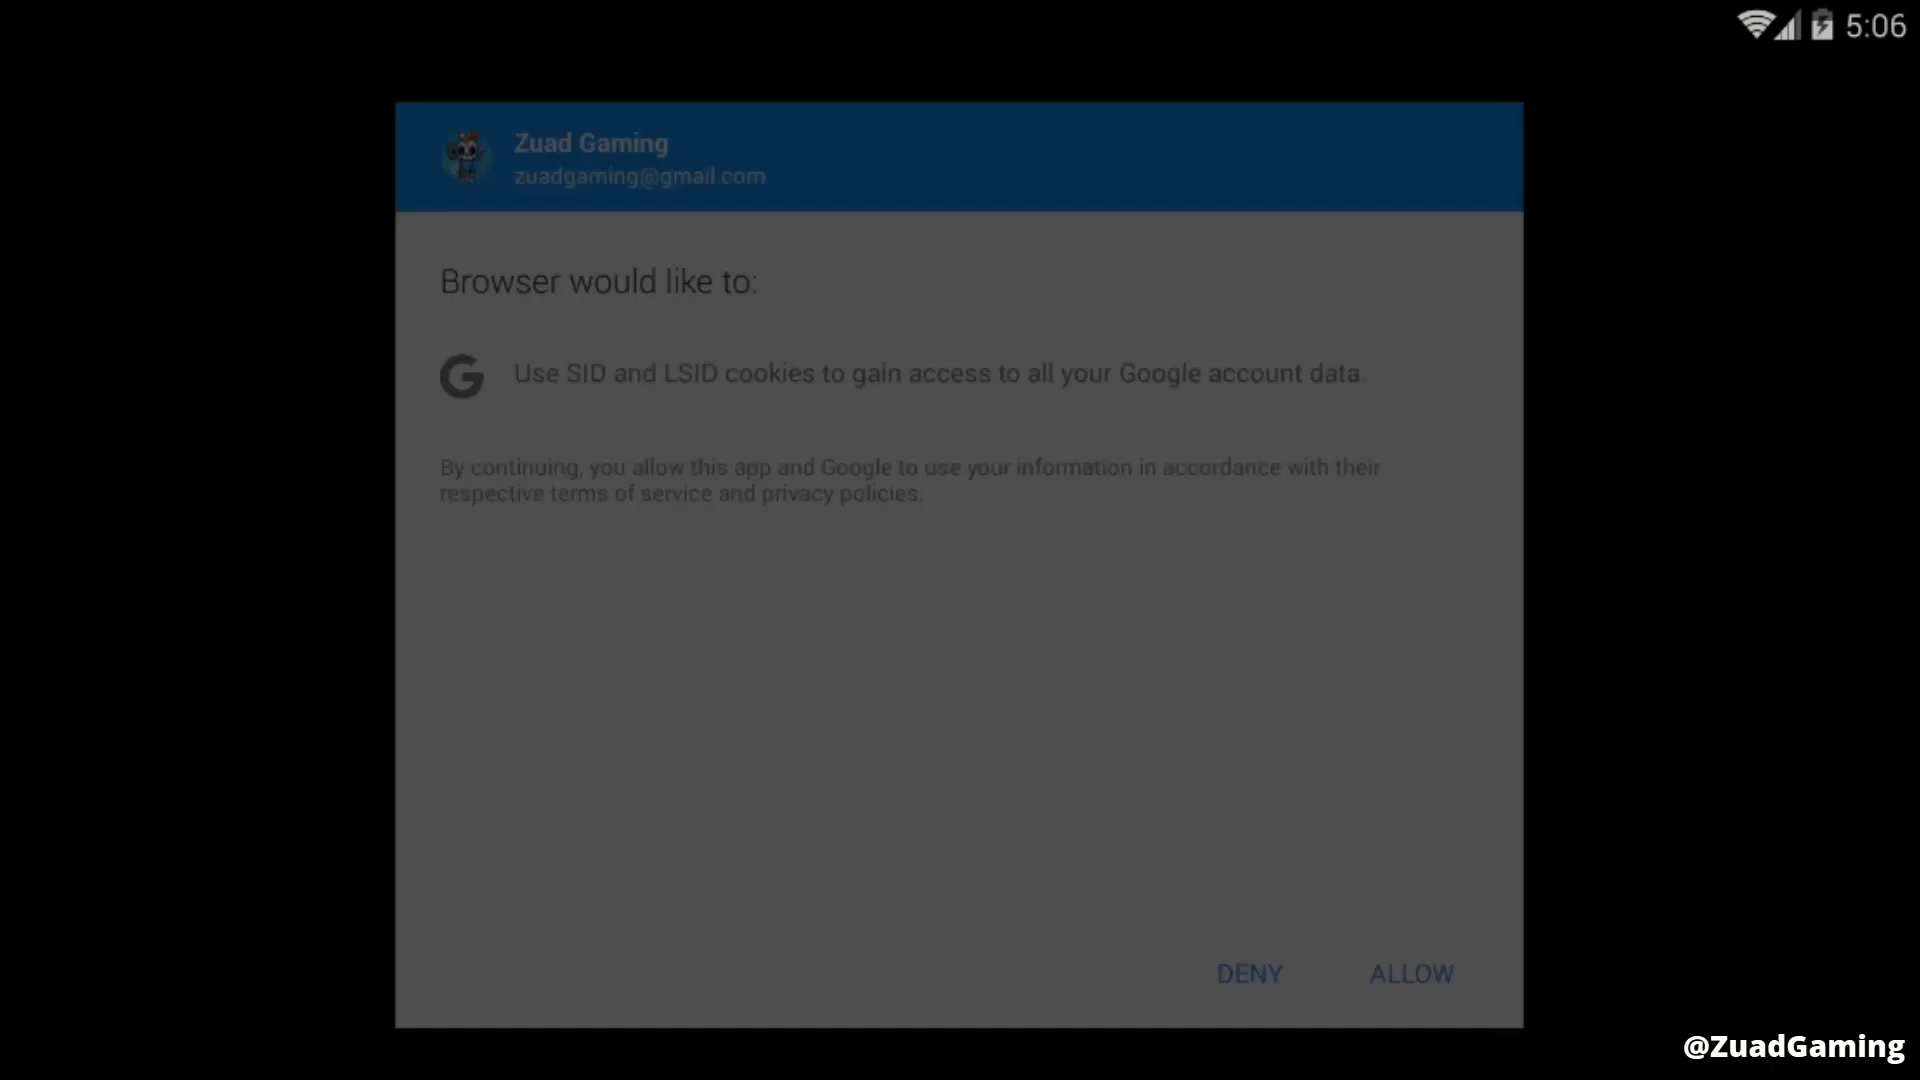 5:06
Zuad Gaming
zuadgaming@gmail.com
Browser would like to:
G Use SID and LSID cookies to gain access to all your Google account data.
By continuing, you allow this app and Google to use your information in accordance with their
respective terms of service and privacy policies.
DENY ALLOW
@ZuadGaming